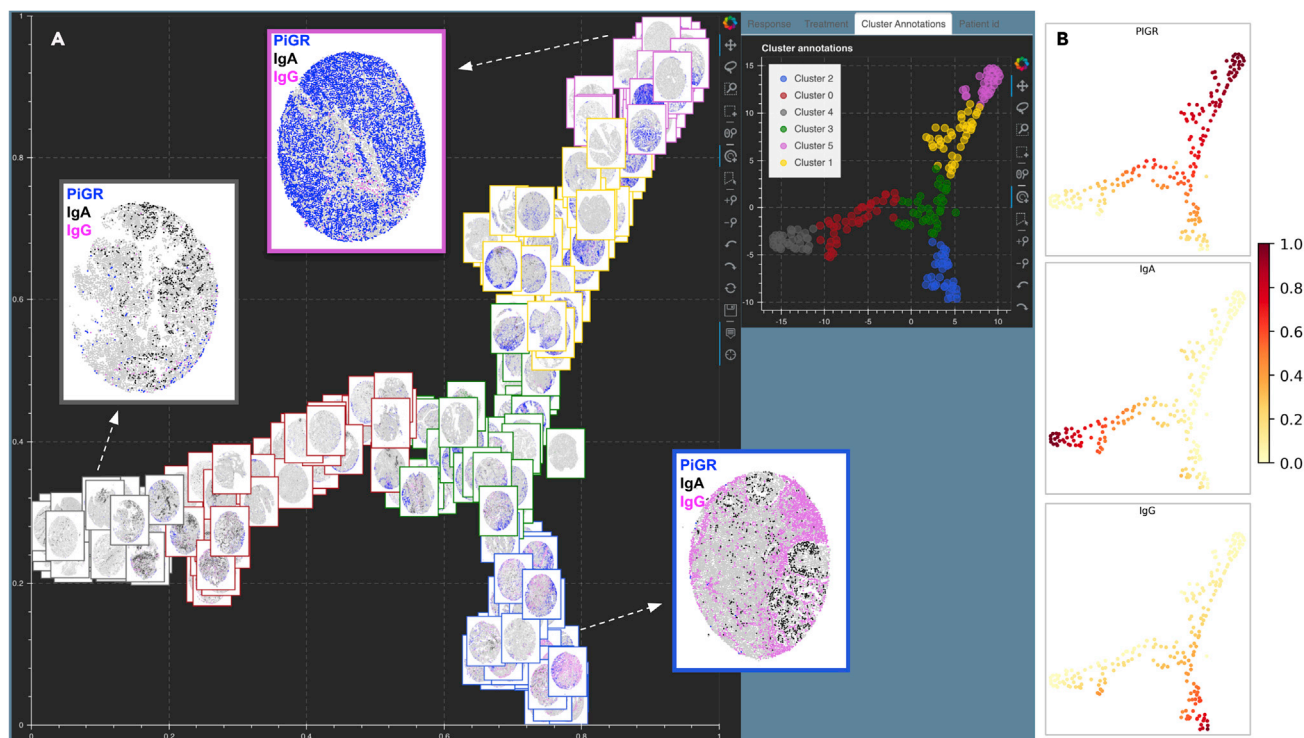 A
PiGR
IgA
IgG
PiGR
IgA
IgG
PiGR
IgA
IgG
1
0.8
0.6
0.4
0.2
0
0
0.2
0.4
0.6
0.8
1
Response
Treatment
Cluster Annotations
Patient id
Cluster annotations
Cluster 2
Cluster 0
Cluster 4
Cluster 3
Cluster 5
Cluster 1
15
10
5
0
-5
-10
-15
-10
-5
0
5
10
B
PIGR
IgA
IgG
1.0
0.8
0.6
0.4
0.2
0.0